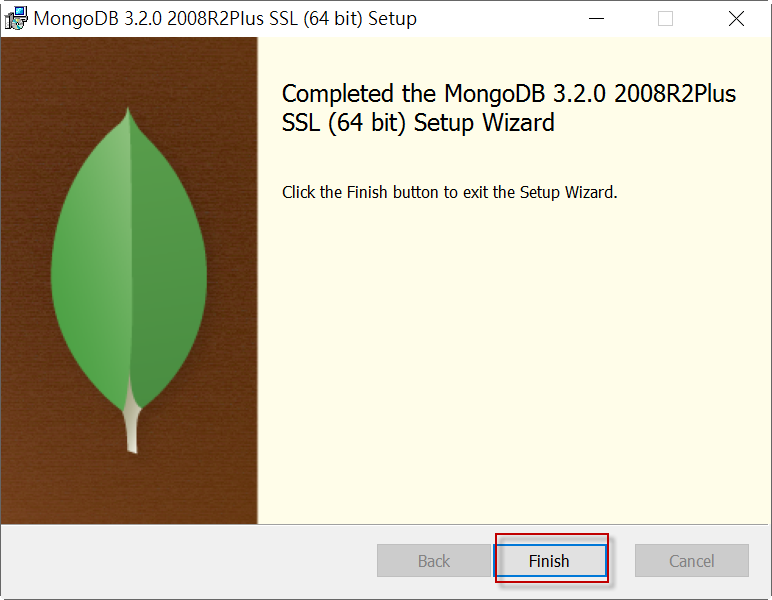 MongoDB 3.2.0 2008R2Plus SSL (64 bit) Setup
Completed the MongoDB 3.2.0 2008R2Plus
SSL (64 bit) Setup Wizard
Click the Finish button to exit the Setup Wizard.
Back
Finish
Cancel